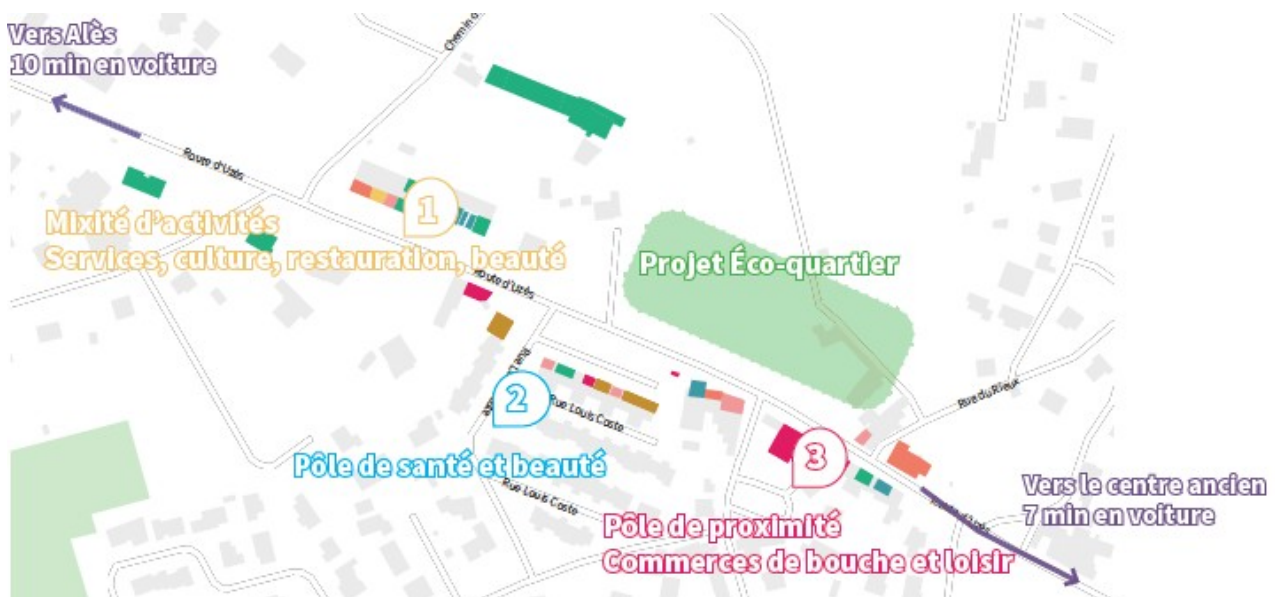 Vers Alès
10 min en voiture
Chemin d
Route d'Uzès
1
Mixité d'activités
Services, culture, restauration, beauté
Projet Éco-quartier
Route d'Uzès
2
Rue Louis Coste
Rue du Rieux
3
Pôle de santé et beauté
Rue Louis Coste
Vers le centre ancien
7 min en voiture
d'Uzès
Pôle de proximité
Commerces de bouche et loisir